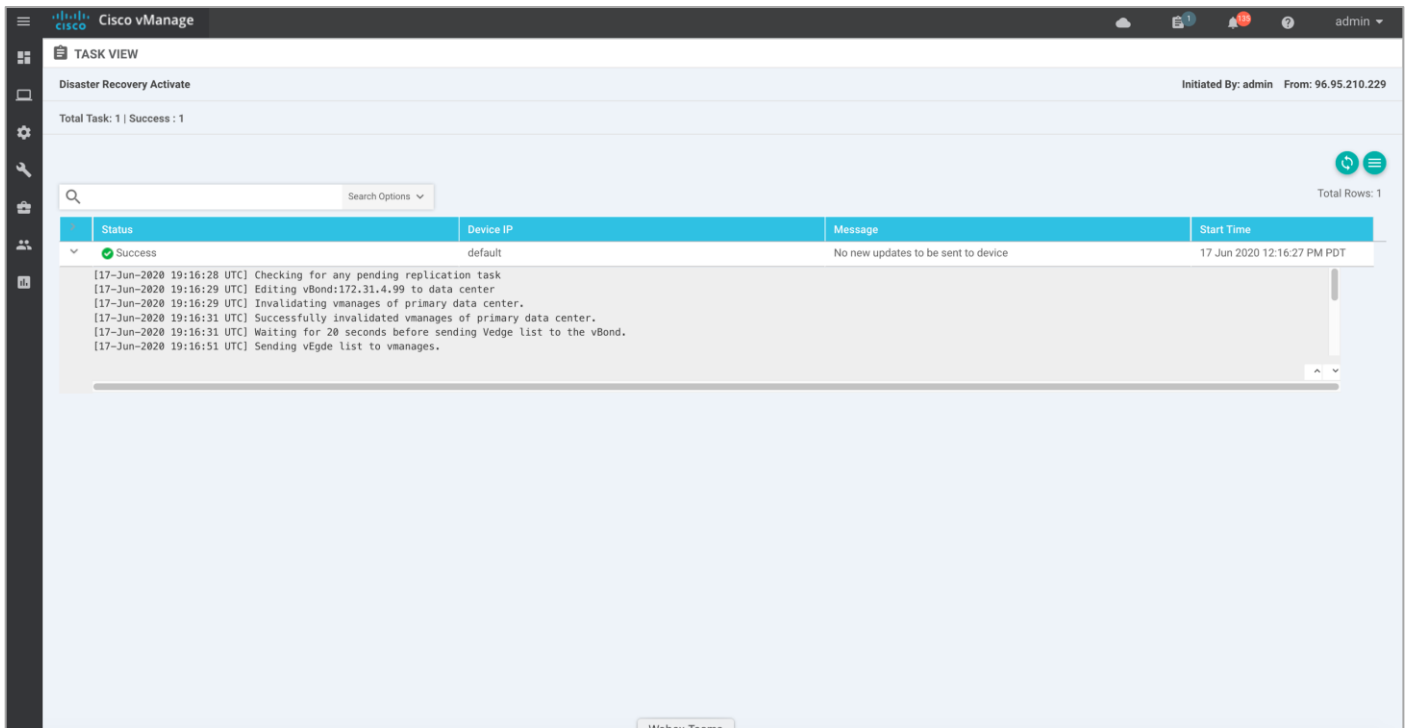 cisco Cisco vManage 1 135 admin
TASK VIEW
Disaster Recovery Activate Initiated By: admin From: 96.95.210.229
Total Task: 1 | Success : 1
Search Options Total Rows: 1
Status Device IP Message Start Time
Success default No new updates to be sent to device 17 Jun 2020 12:16:27 PM PDT
[17-Jun-2020 19:16:28 UTC] Checking for any pending replication task
[17-Jun-2020 19:16:29 UTC] Editing vBond:172.31.4.99 to data center
[17-Jun-2020 19:16:29 UTC] Invalidating vmanages of primary data center.
[17-Jun-2020 19:16:31 UTC] Successfully invalidated vmanages of primary data center.
[17-Jun-2020 19:16:31 UTC] Waiting for 20 seconds before sending Vedge list to the vBond.
[17-Jun-2020 19:16:51 UTC] Sending vEgde list to vmanages.
Webex Teams